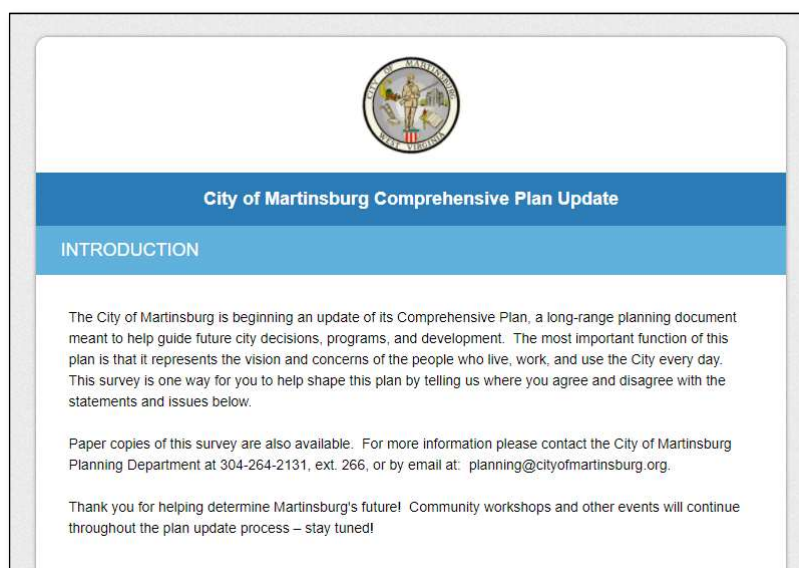 CITY OF MARTINSBURG
WEST VIRGINIA
City of Martinsburg Comprehensive Plan Update
INTRODUCTION
The City of Martinsburg is beginning an update of its Comprehensive Plan, a long-range planning document
meant to help guide future city decisions, programs, and development.  The most important function of this
plan is that it represents the vision and concerns of the people who live, work, and use the City every day.
This survey is one way for you to help shape this plan by telling us where you agree and disagree with the
statements and issues below.
Paper copies of this survey are also available.  For more information please contact the City of Martinsburg
Planning Department at 304-264-2131, ext. 266, or by email at:  planning@cityofmartinsburg.org.
Thank you for helping determine Martinsburg's future!  Community workshops and other events will continue
throughout the plan update process – stay tuned!